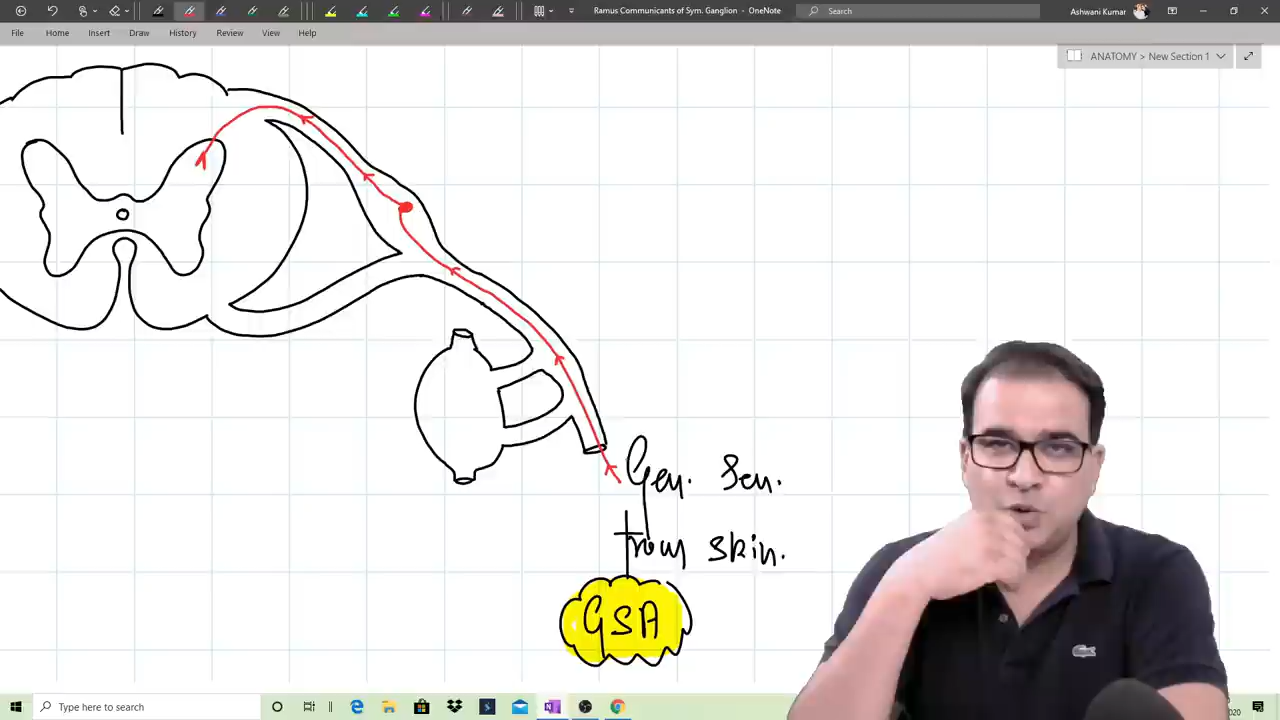 Ramus Communicants of Sym. Ganglion - OneNote
Search
Ashwani Kumar
File Home Insert Draw History Review View Help
ANATOMY > New Section 1
Gen. Sen.
from skin.
GSA
Type here to search